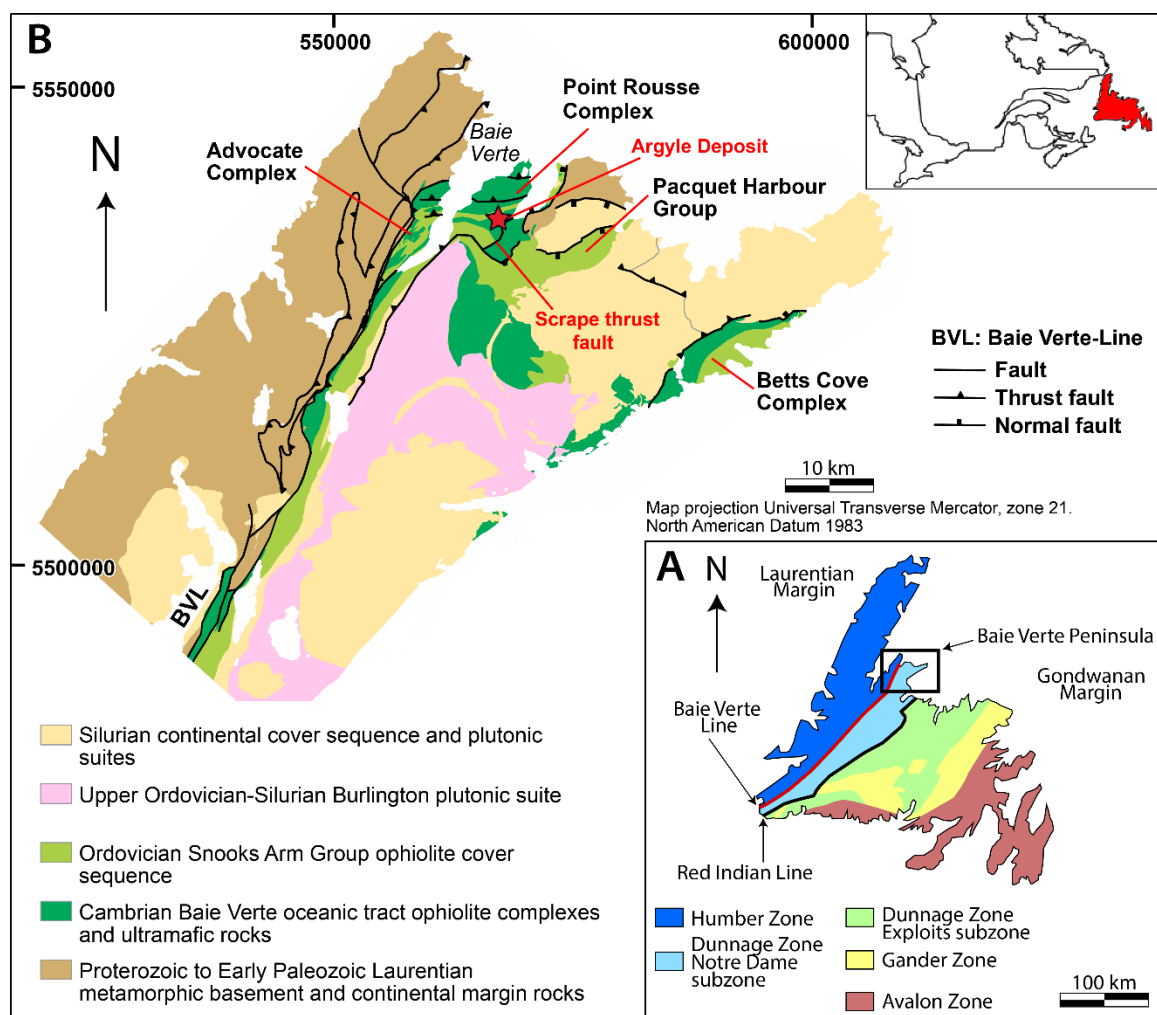 B
550000
600000
5550000
5500000
N
Baie
Verte
Point Rousse
Complex
Argyle Deposit
Advocate
Complex
Pacquet Harbour
Group
Scrape thrust
fault
Betts Cove
Complex
BVL
BVL: Baie Verte-Line
Fault
Thrust fault
Normal fault
10 km
Map projection Universal Transverse Mercator, zone 21.
North American Datum 1983
Silurian continental cover sequence and plutonic
suites
Upper Ordovician-Silurian Burlington plutonic suite
Ordovician Snooks Arm Group ophiolite cover
sequence
Cambrian Baie Verte oceanic tract ophiolite complexes
and ultramafic rocks
Proterozoic to Early Paleozoic Laurentian
metamorphic basement and continental margin rocks
A
N
Laurentian
Margin
Baie Verte Peninsula
Gondwanan
Margin
Baie Verte
Line
Red Indian Line
Humber Zone
Dunnage Zone
Notre Dame
subzone
Dunnage Zone
Exploits subzone
Gander Zone
Avalon Zone
100 km